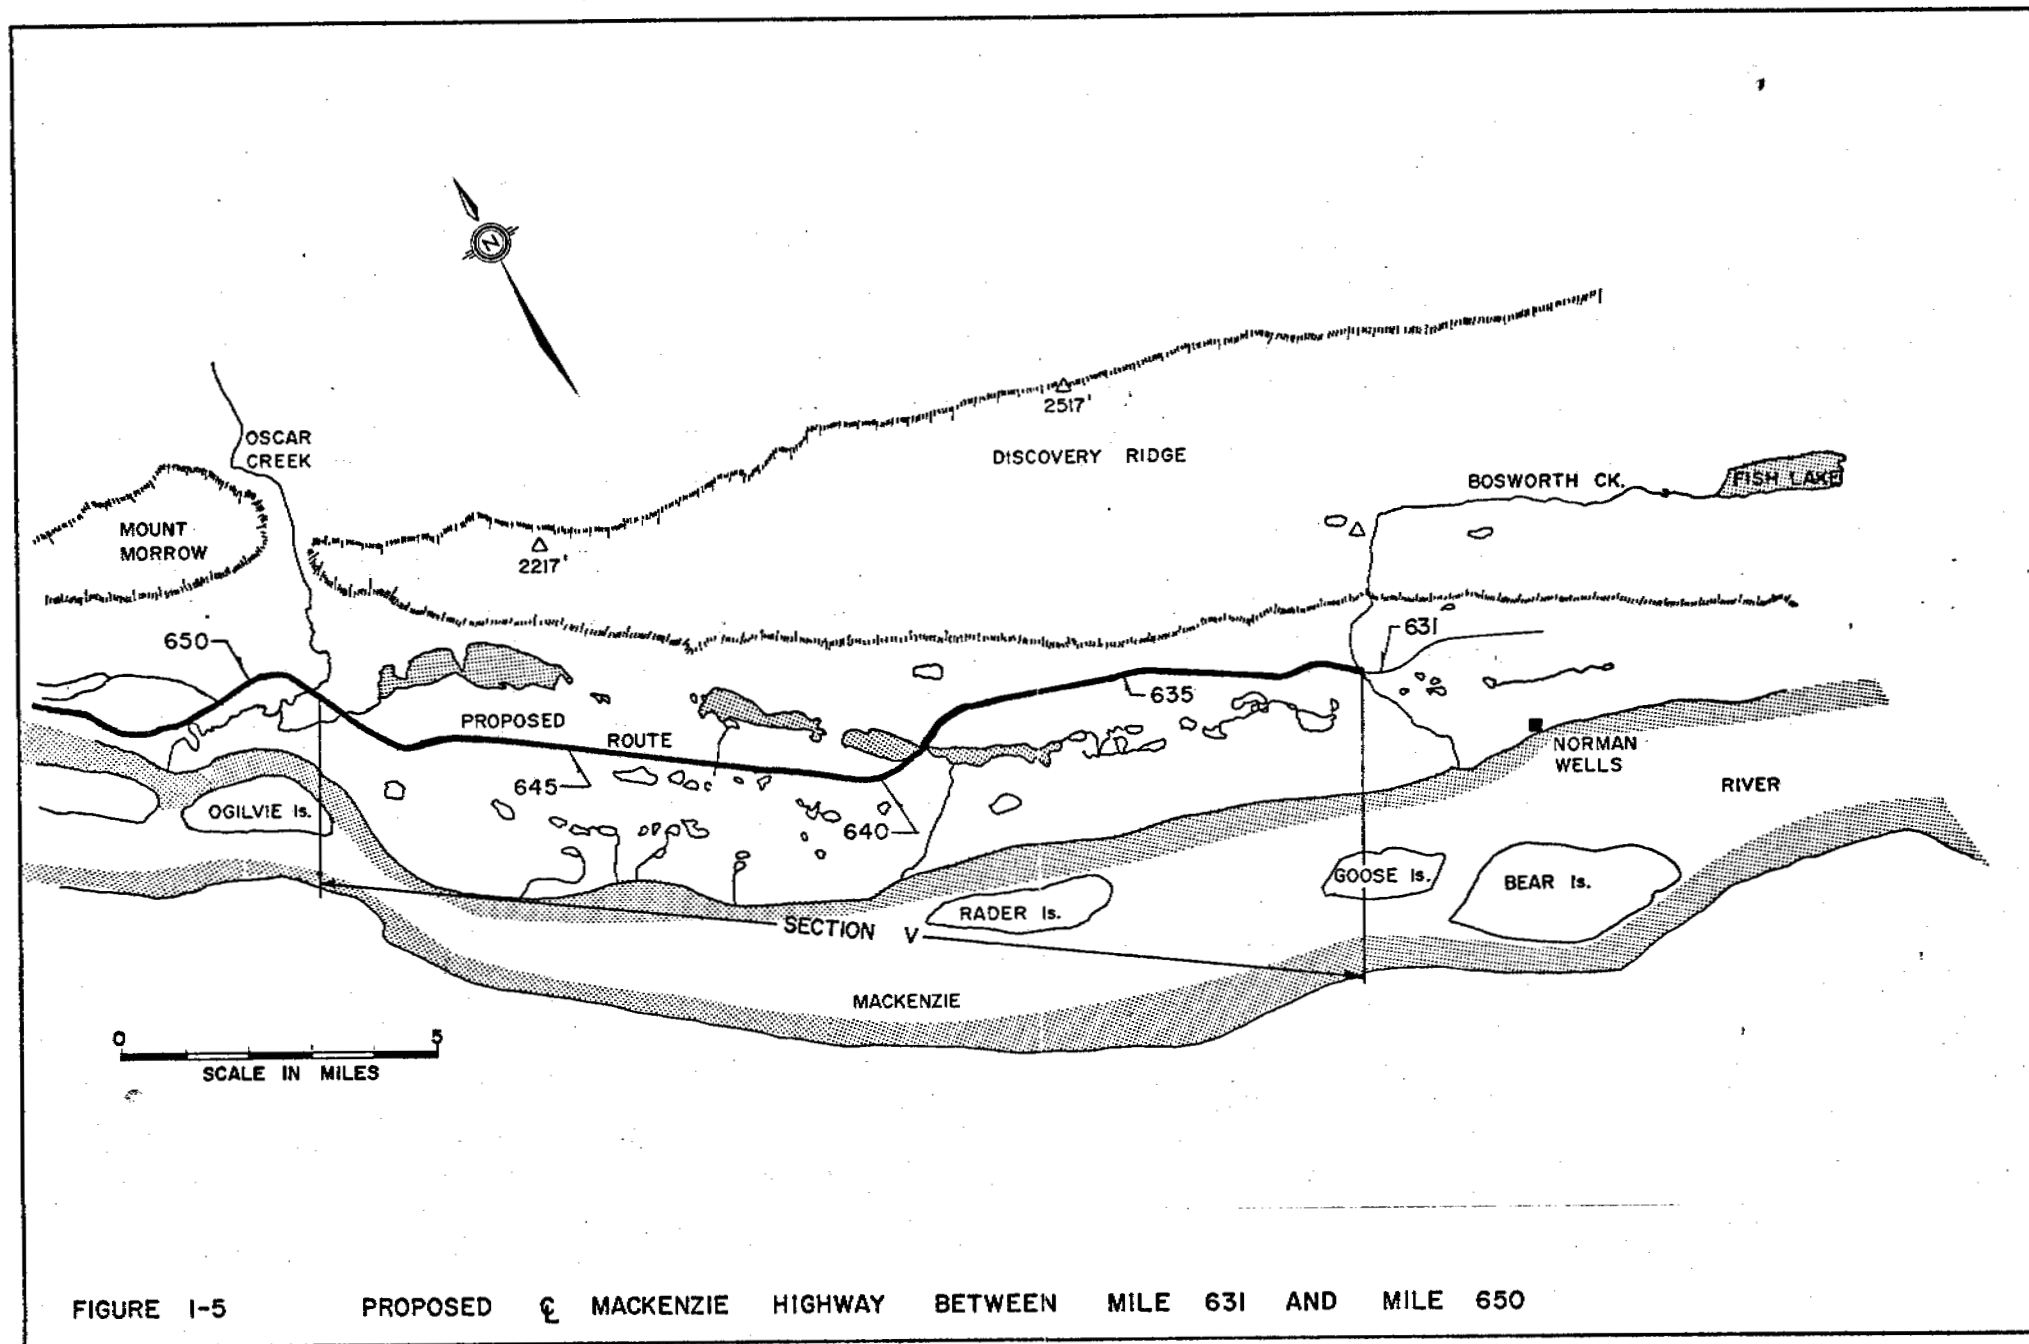 N
2517'
OSCAR
CREEK
DISCOVERY RIDGE
BOSWORTH CK.
FISH LAKE
MOUNT
MORROW
2217'
650
631
635
PROPOSED
ROUTE
645
640
NORMAN
WELLS
RIVER
OGILVIE Is.
GOOSE Is.
BEAR Is.
RADER Is.
SECTION V
MACKENZIE
0 5
SCALE IN MILES
FIGURE 1-5 PROPOSED ℄ MACKENZIE HIGHWAY BETWEEN MILE 631 AND MILE 650